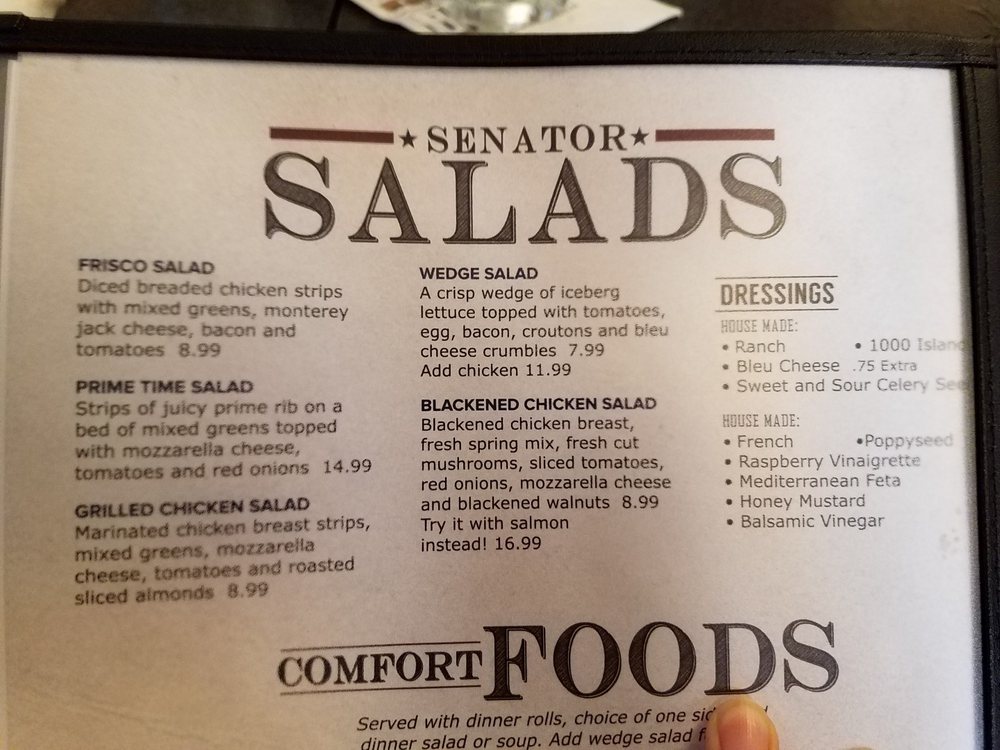 SENATOR
SALADS
FRISCO SALAD
Diced breaded chicken strips
with mixed greens, monterey
jack cheese, bacon and
tomatoes 8.99
PRIME TIME SALAD
Strips of juicy prime rib on a
bed of mixed greens topped
with mozzarella cheese,
tomatoes and red onions 14.99
GRILLED CHICKEN SALAD
Marinated chicken breast strips,
mixed greens, mozzarella
cheese, tomatoes and roasted
sliced almonds 8.99
WEDGE SALAD
A crisp wedge of iceberg
lettuce topped with tomatoes,
egg, bacon, croutons and bleu
cheese crumbles 7.99
Add chicken 11.99
BLACKENED CHICKEN SALAD
Blackened chicken breast,
fresh spring mix, fresh cut
mushrooms, sliced tomatoes,
red onions, mozzarella cheese
and blackened walnuts 8.99
Try it with salmon
instead! 16.99
DRESSINGS
HOUSE MADE:
• Ranch • 1000 Island
• Bleu Cheese .75 Extra
• Sweet and Sour Celery
HOUSE MADE:
• French •Poppyseed
• Raspberry Vinaigrette
• Mediterranean Feta
• Honey Mustard
• Balsamic Vinegar
COMFORT FOODS
Served with dinner rolls, choice of one
dinner salad or soup. Add wedge salad